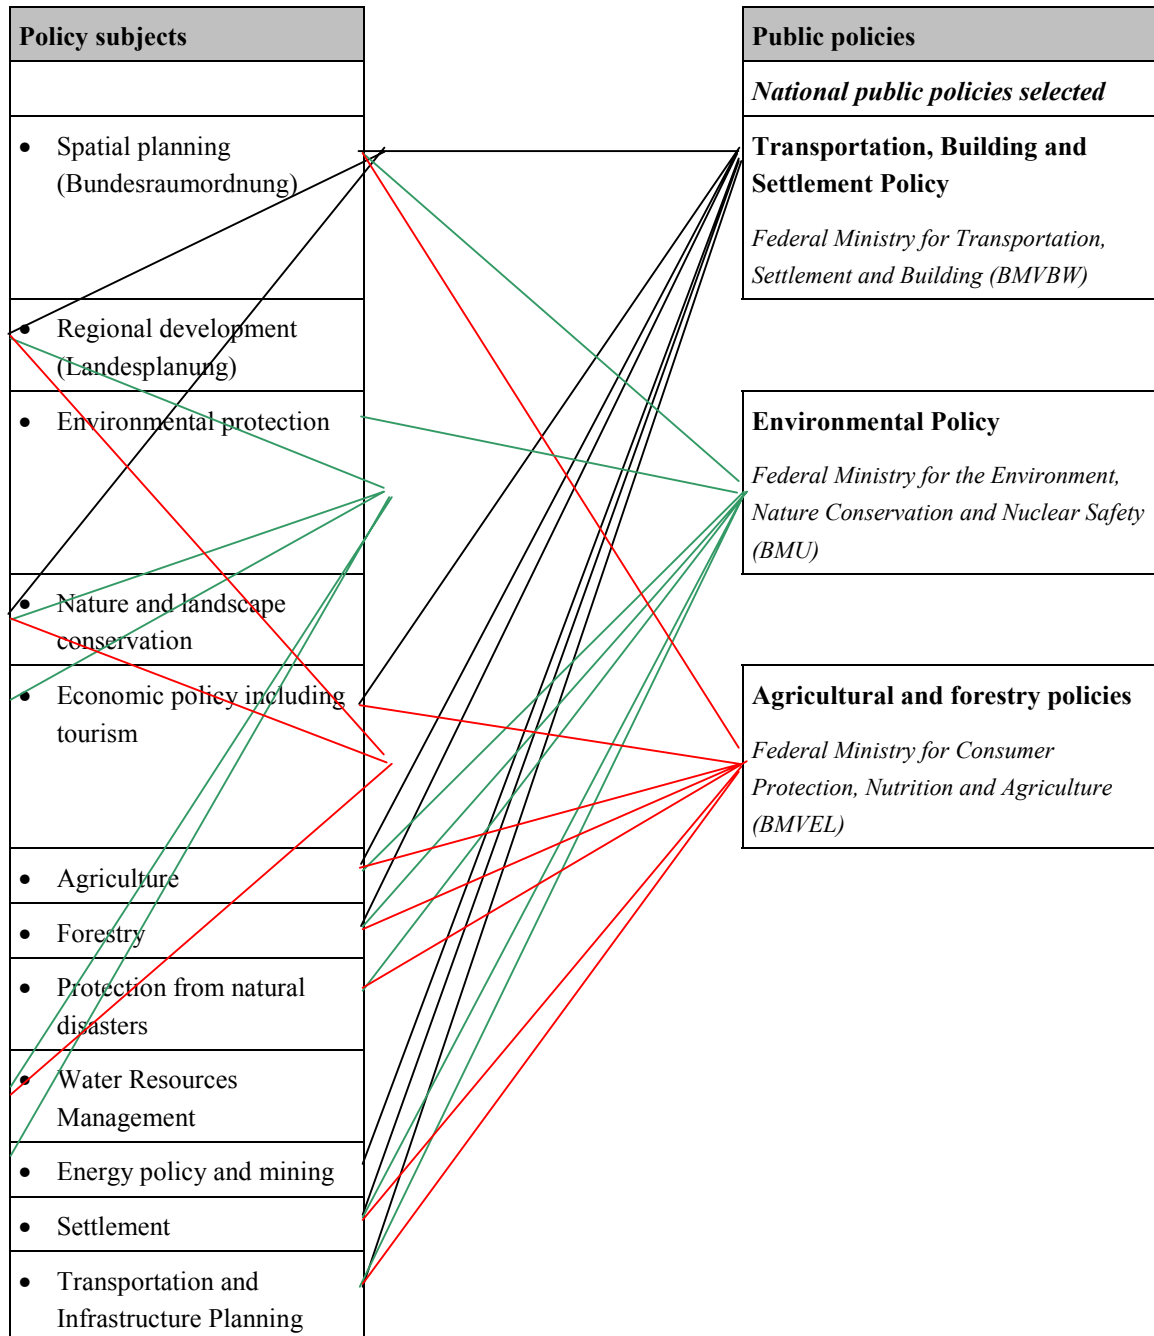 Policy subjects
Public policies
National public policies selected
• Spatial planning
(Bundesraumordnung)
Transportation, Building and
Settlement Policy
Federal Ministry for Transportation,
Settlement and Building (BMVBW)
• Regional development
(Landesplanung)
• Environmental protection
Environmental Policy
Federal Ministry for the Environment,
Nature Conservation and Nuclear Safety
(BMU)
• Nature and landscape
conservation
• Economic policy including
tourism
Agricultural and forestry policies
Federal Ministry for Consumer
Protection, Nutrition and Agriculture
(BMVEL)
• Agriculture
• Forestry
• Protection from natural
disasters
• Water Resources
Management
• Energy policy and mining
• Settlement
• Transportation and
Infrastructure Planning